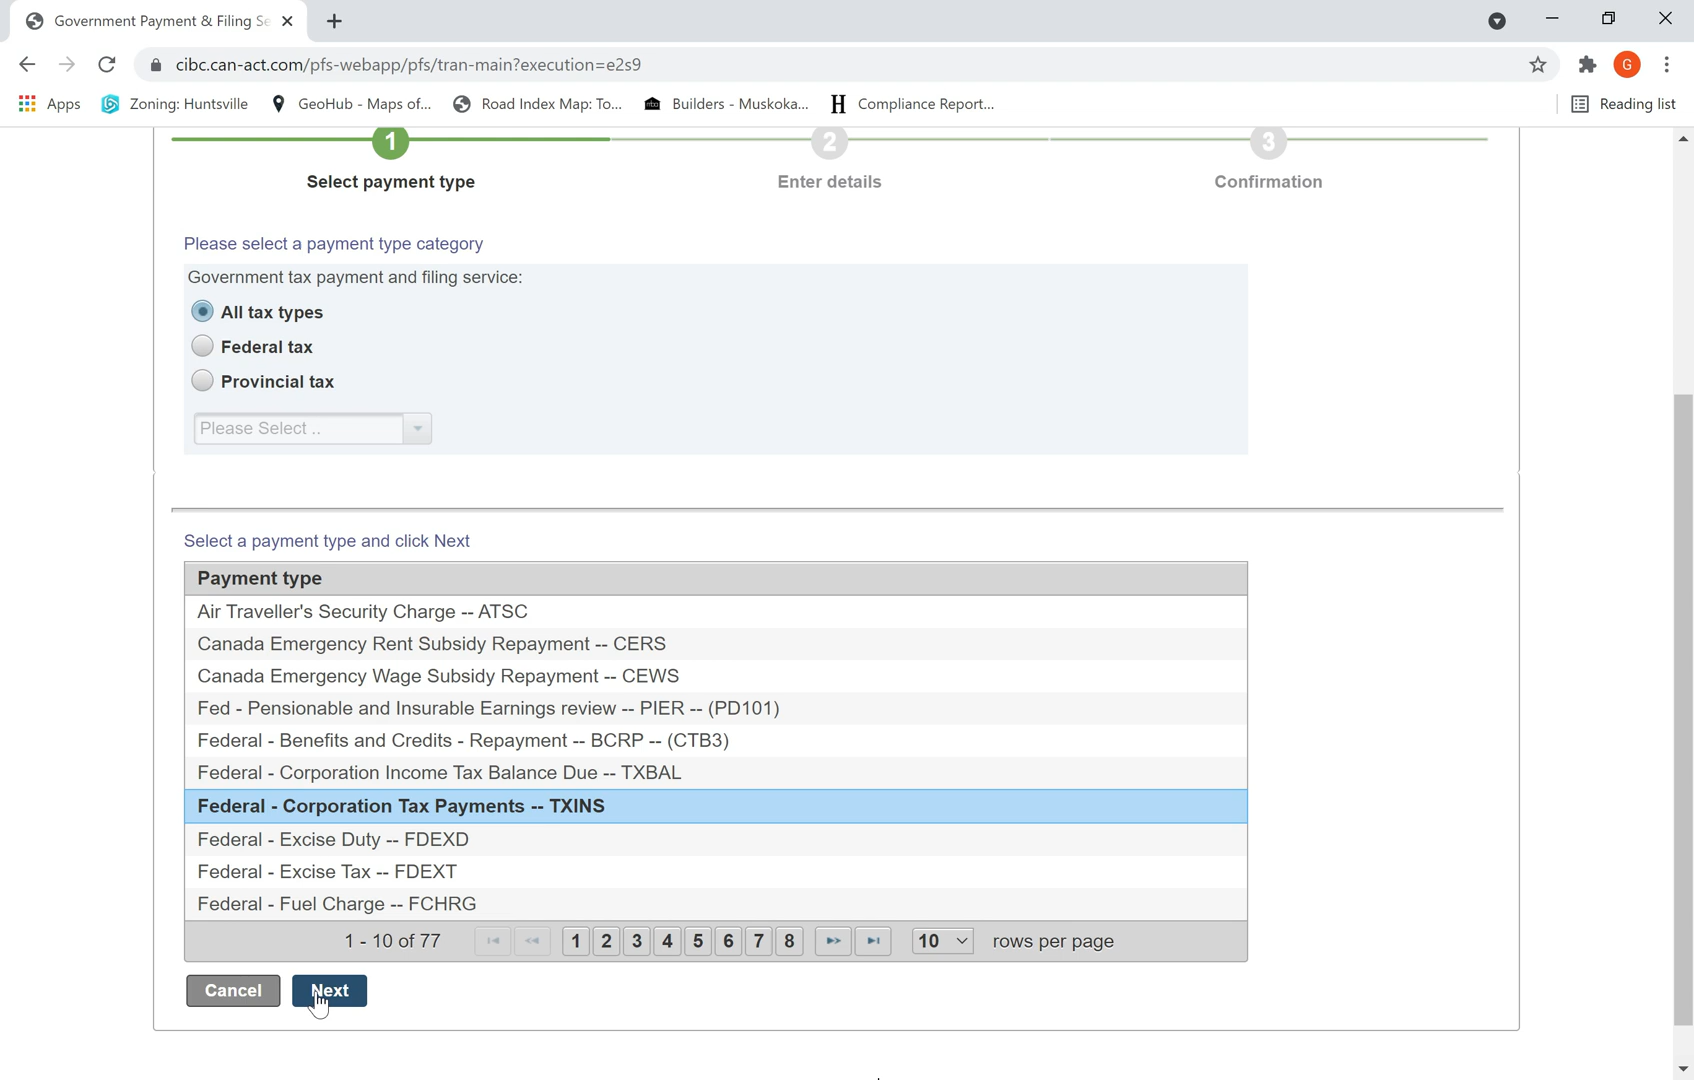 Government Payment & Filing Se
cibc.can-act.com/pfs-webapp/pfs/tran-main?execution=e2s9
G
Apps
Zoning: Huntsville
GeoHub - Maps of...
Road Index Map: To...
Builders - Muskoka...
H Compliance Report...
Reading list
1
2
3
Select payment type
Enter details
Confirmation
Please select a payment type category
Government tax payment and filing service:
All tax types
Federal tax
Provincial tax
Please Select ..
Select a payment type and click Next
Payment type
Air Traveller's Security Charge -- ATSC
Canada Emergency Rent Subsidy Repayment -- CERS
Canada Emergency Wage Subsidy Repayment -- CEWS
Fed - Pensionable and Insurable Earnings review -- PIER -- (PD101)
Federal - Benefits and Credits - Repayment -- BCRP -- (CTB3)
Federal - Corporation Income Tax Balance Due -- TXBAL
Federal - Corporation Tax Payments -- TXINS
Federal - Excise Duty -- FDEXD
Federal - Excise Tax -- FDEXT
Federal - Fuel Charge -- FCHRG
1 - 10 of 77 1 2 3 4 5 6 7 8 10 rows per page
Cancel Next